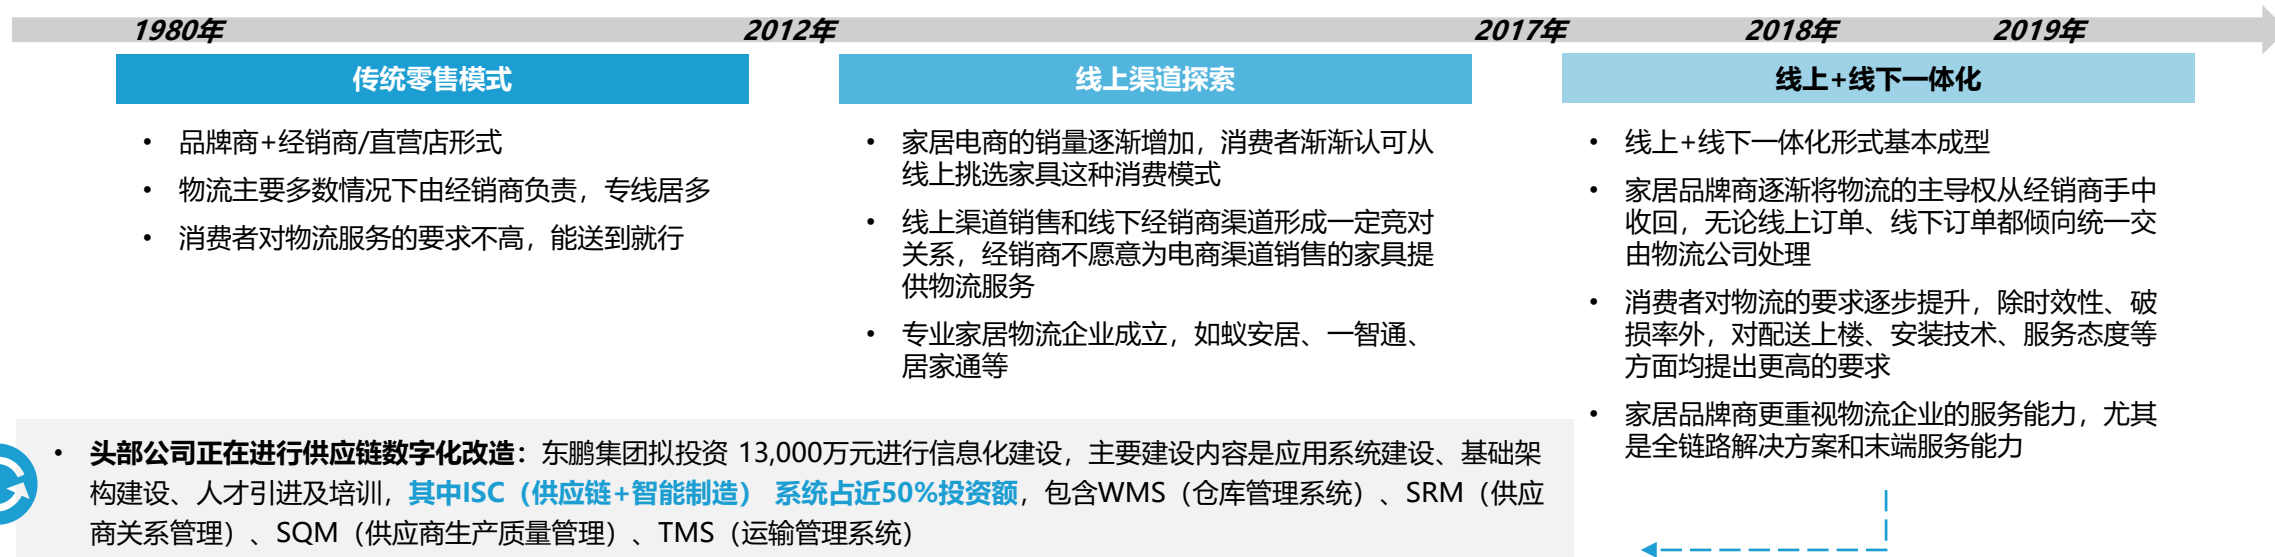 1980年 2012年 2017年 2018年 2019年
传统零售模式
• 品牌商+经销商/直营店形式
• 物流主要多数情况下由经销商负责，专线居多
• 消费者对物流服务的要求不高，能送到就行
线上渠道探索
• 家居电商的销量逐渐增加，消费者渐渐认可从
线上挑选家具这种消费模式
• 线上渠道销售和线下经销商渠道形成一定竞对
关系，经销商不愿意为电商渠道销售的家具提
供物流服务
• 专业家居物流企业成立，如蚁安居、一智通、
居家通等
线上+线下一体化
• 线上+线下一体化形式基本成型
• 家居品牌商逐渐将物流的主导权从经销商手中
收回，无论线上订单、线下订单都倾向统一交
由物流公司处理
• 消费者对物流的要求逐步提升，除时效性、破
损率外，对配送上楼、安装技术、服务态度等
方面均提出更高的要求
• 家居品牌商更重视物流企业的服务能力，尤其
是全链路解决方案和末端服务能力
• 头部公司正在进行供应链数字化改造：东鹏集团拟投资 13,000万元进行信息化建设，主要建设内容是应用系统建设、基础架
构建设、人才引进及培训，其中ISC（供应链+智能制造） 系统占近50%投资额，包含WMS（仓库管理系统）、SRM（供应
商关系管理）、SQM（供应商生产质量管理）、TMS（运输管理系统）